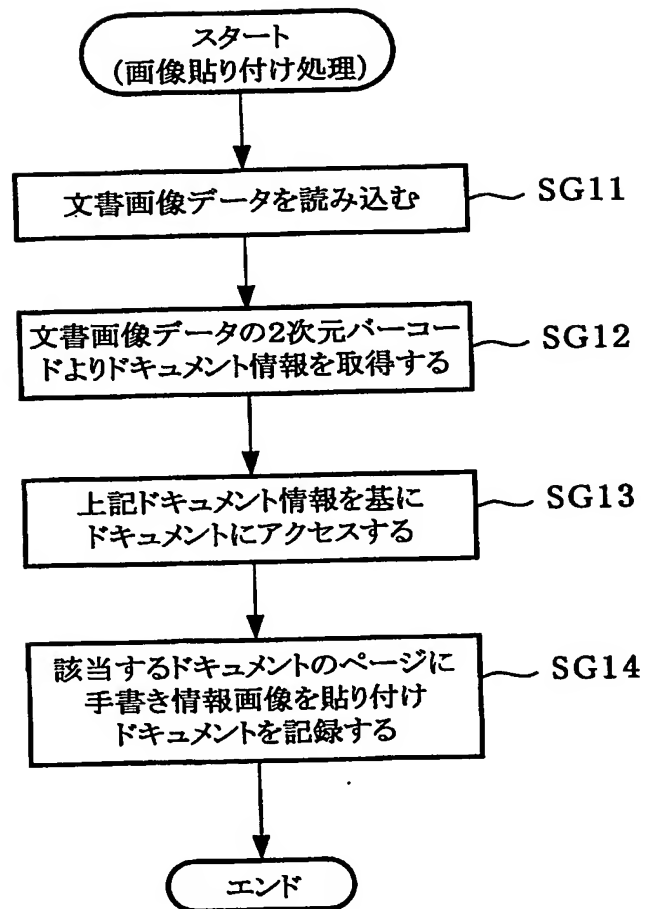 スタート
(画像貼り付け処理)
文書画像データを読み込む
SG11
文書画像データの2次元バーコー
ドよりドキュメント情報を取得する
SG12
上記ドキュメント情報を基に
ドキュメントにアクセスする
SG13
該当するドキュメントのページに
手書き情報画像を貼り付け
ドキュメントを記録する
SG14
エンド